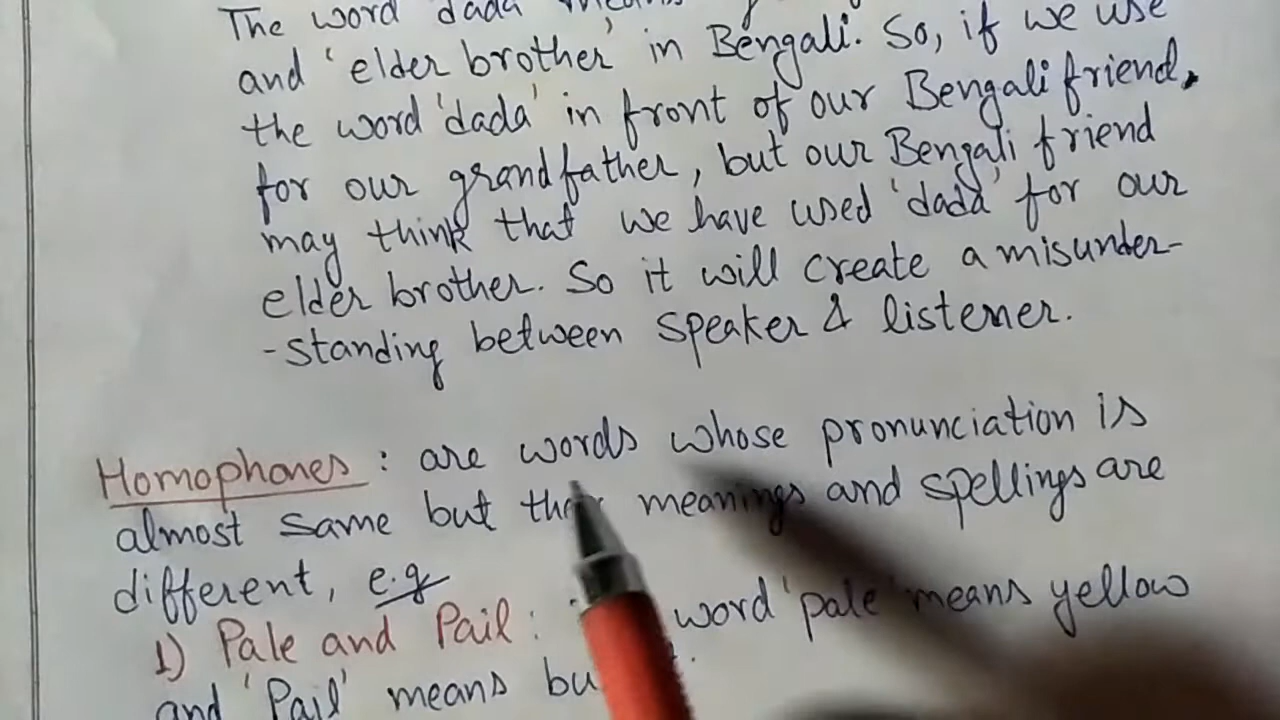 The word dada means
and 'elder brother' in Bengali. So, if we use
the word 'dada' in front of our Bengali friend,
for our grandfather, but our Bengali friend
may think that we have used 'dada' for our
elder brother. So it will create a misunder-
-standing between speaker & listener.
Homophones : are words whose pronunciation is
almost same but their meanings and spellings are
different, e.g
1) Pale and Pail : word 'pale' means yellow
and 'Pail' means